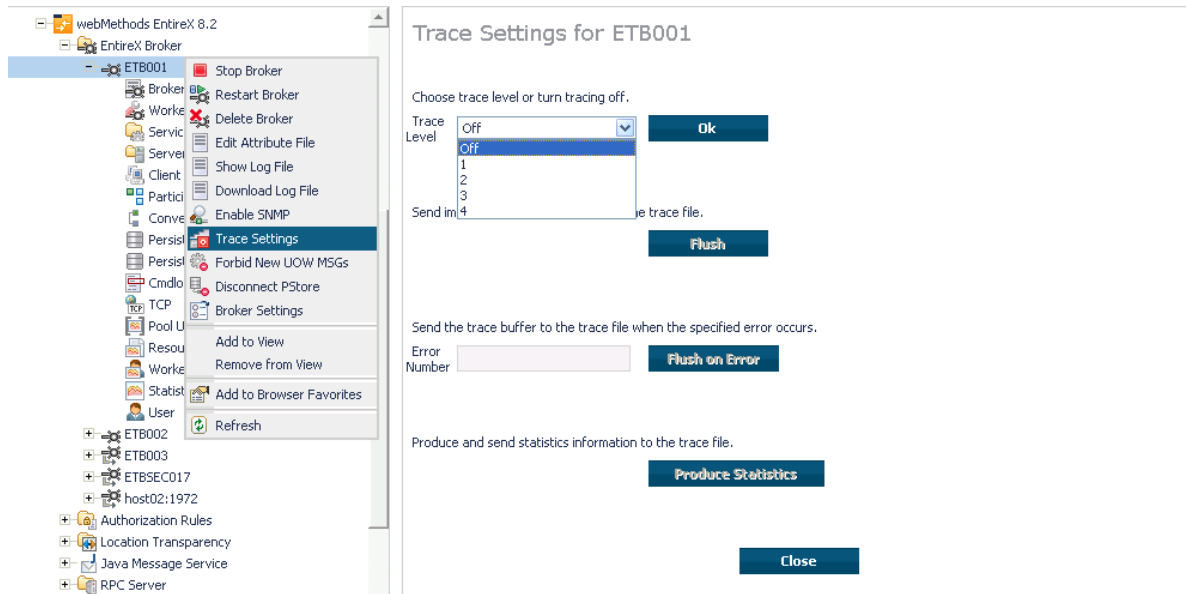 webMethods EntireX 8.2
EntireX Broker
ETB001
Broker
Worke
Servic
Server
Client
Partici
Conve
Persist
Persist
Cmdlo
TCP
Pool U
Resou
Worke
Statist
User
ETB002
ETB003
ETBSEC017
host02:1972
Authorization Rules
Location Transparency
Java Message Service
RPC Server
Stop Broker
Restart Broker
Delete Broker
Edit Attribute File
Show Log File
Download Log File
Enable SNMP
Trace Settings
Forbid New UOW MSGs
Disconnect PStore
Broker Settings
Add to View
Remove from View
Add to Browser Favorites
Refresh
Trace Settings for ETB001
Choose trace level or turn tracing off.
Trace
Level
Off
Ok
Off
1
2
3
4
Send im
e trace file.
Flush
Send the trace buffer to the trace file when the specified error occurs.
Error
Number
Flush on Error
Produce and send statistics information to the trace file.
Produce Statistics
Close